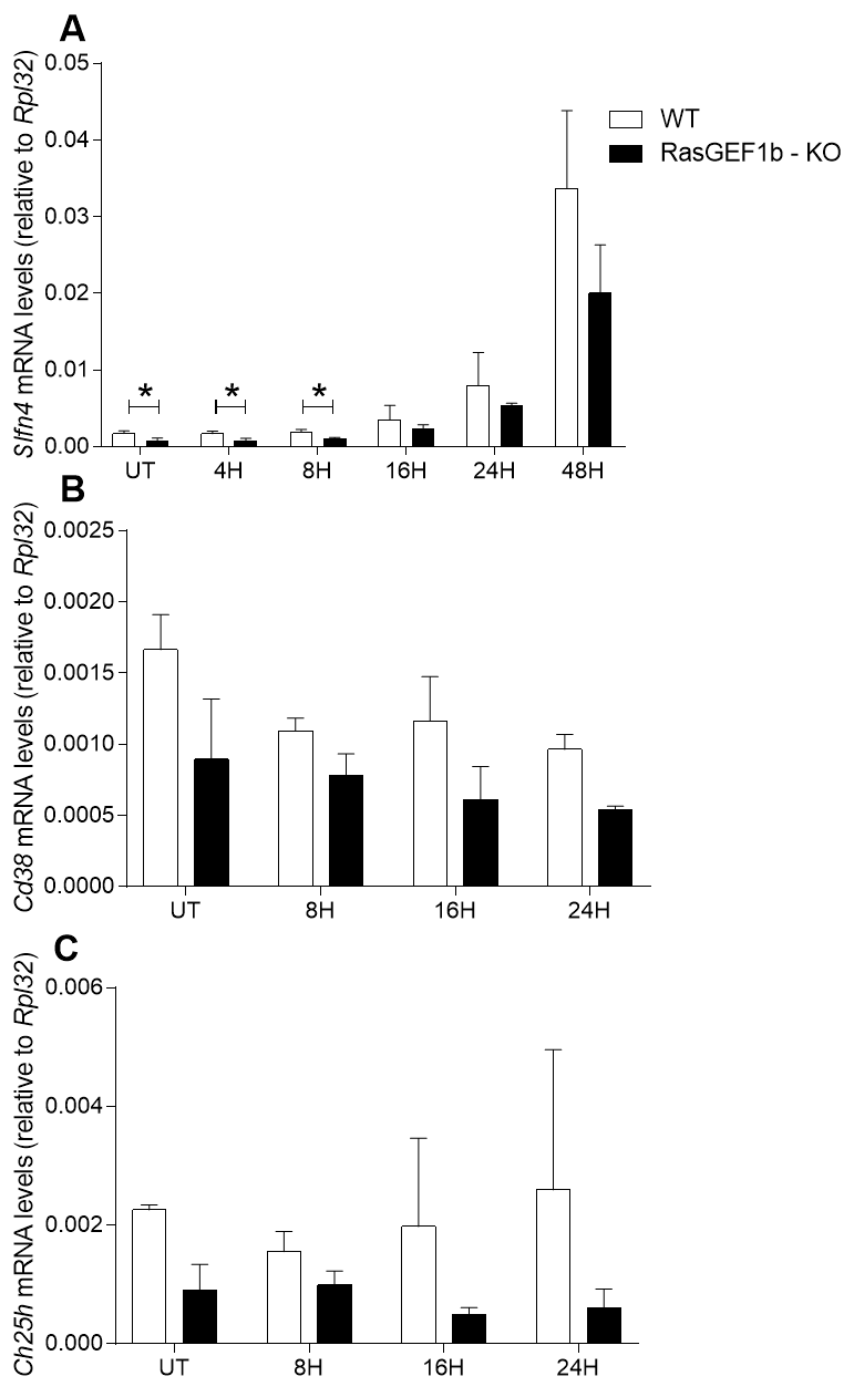 A
Slfn4 mRNA levels (relative to Rpl32)
0.05
0.04
0.03
0.02
0.01
0.00
WT
RasGEF1b - KO
* * *
UT 4H 8H 16H 24H 48H
B
Cd38 mRNA levels (relative to Rpl32)
0.0025
0.0020
0.0015
0.0010
0.0005
0.0000
UT 8H 16H 24H
C
Ch25h mRNA levels (relative to Rpl32)
0.006
0.004
0.002
0.000
UT 8H 16H 24H